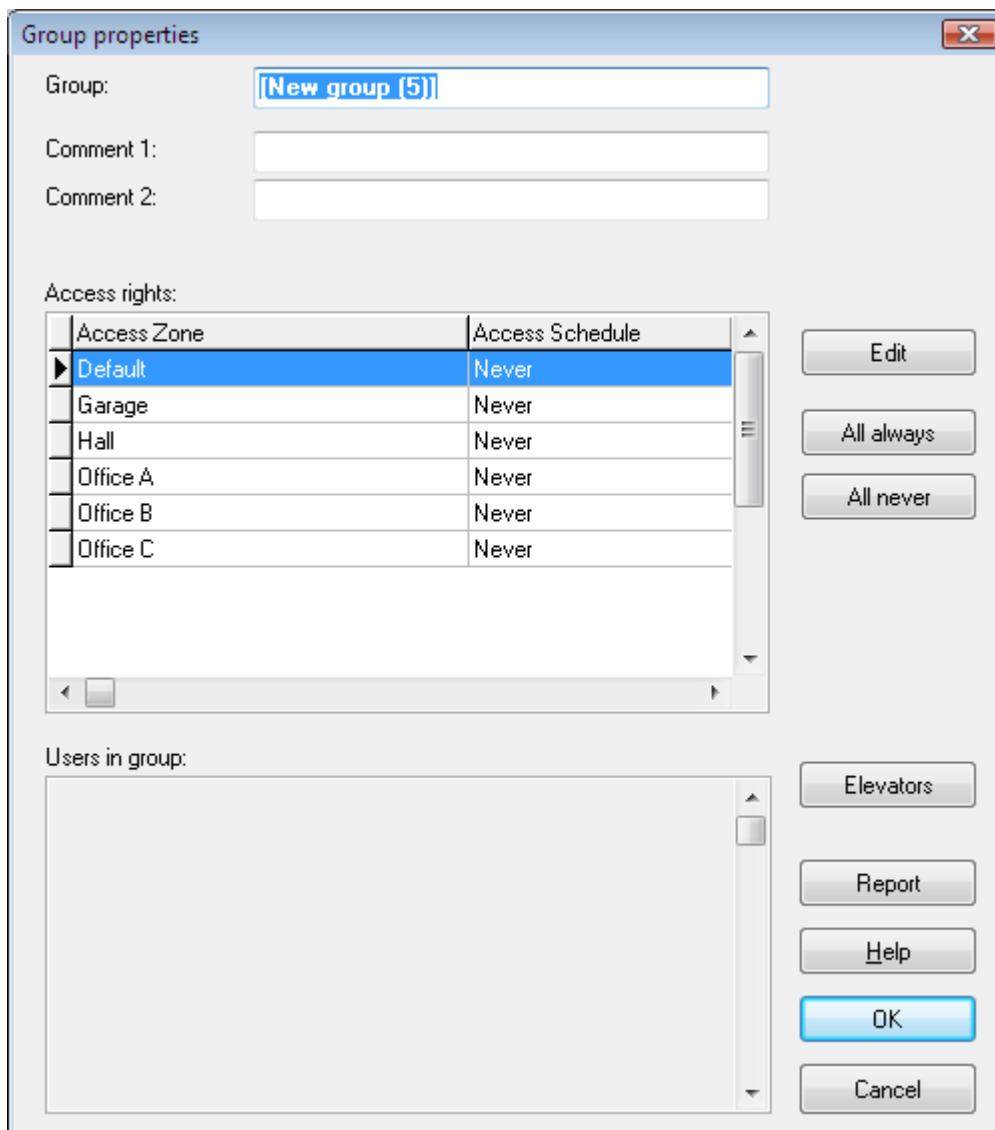 Group properties
Group: [New group (5)]
Comment 1:
Comment 2:
Access rights:
Access Zone Access Schedule
Default Never
Garage Never
Hall Never
Office A Never
Office B Never
Office C Never
Edit
All always
All never
Users in group:
Elevators
Report
Help
OK
Cancel